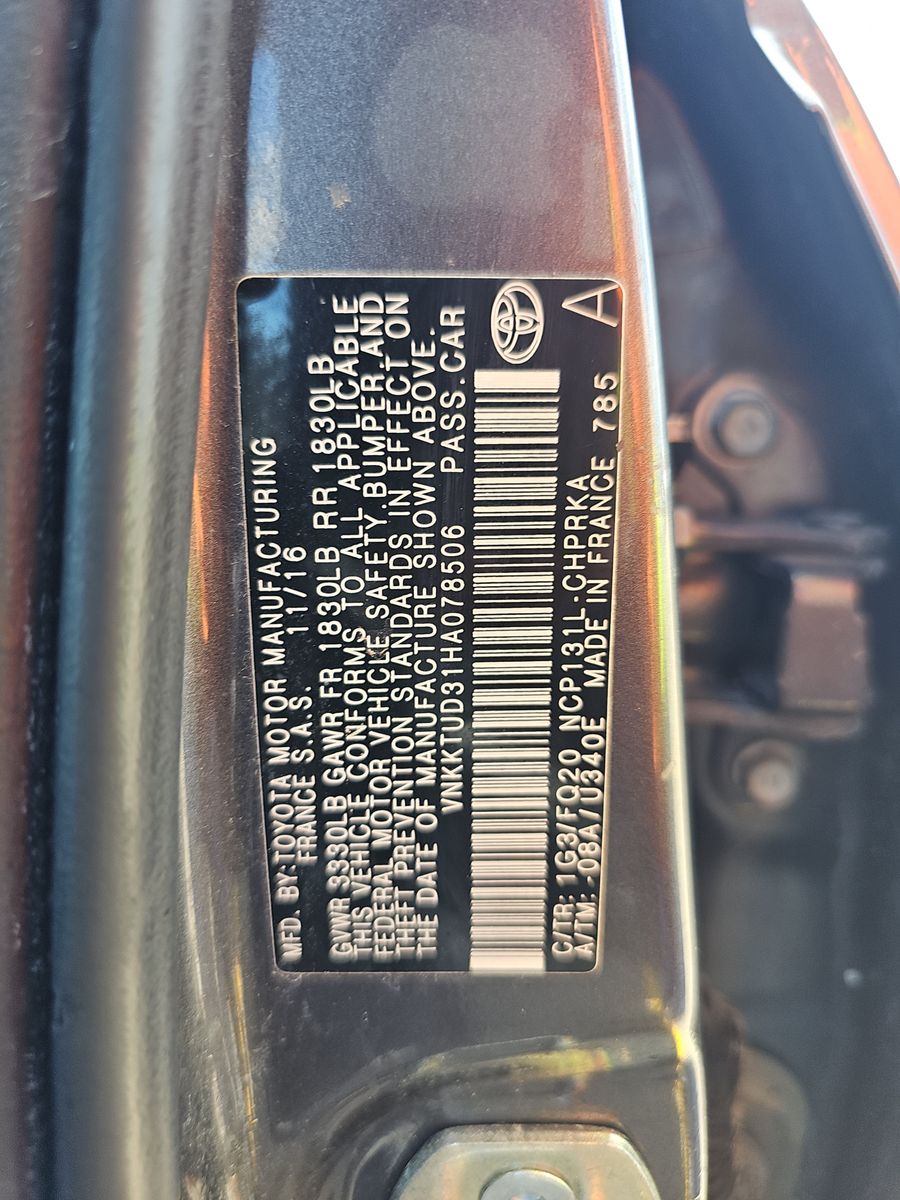 MFD. BY:TOYOTA MOTOR MANUFACTURING
FRANCE S.A.S. 11/16
GVWR 3330LB GAWR FR 1830LB RR 1830LB
THIS VEHICLE CONFORMS TO ALL APPLICABLE
FEDERAL MOTOR VEHICLE SAFETY,BUMPER,AND
THEFT PREVENTION STANDARDS IN EFFECT ON
THE DATE OF MANUFACTURE SHOWN ABOVE.
VNKKTUD31HA078506 PASS.CAR
C/TR: 1G3/FQ20 NCP131L-CHPRKA
A/TM: -08A/U340E MADE IN FRANCE 785 A